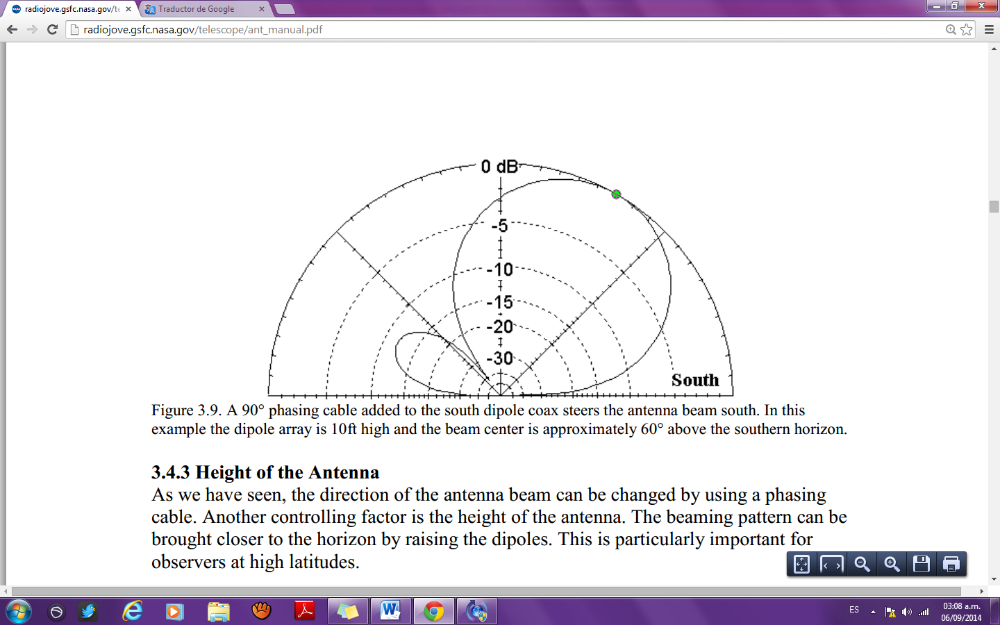 radiojove.gsfc.nasa.gov/te
Traductor de Google
radiojove.gsfc.nasa.gov/telescope/ant_manual.pdf
0 dB
-5
-10
-15
-20
-30
South
Figure 3.9. A 90° phasing cable added to the south dipole coax steers the antenna beam south. In this
example the dipole array is 10ft high and the beam center is approximately 60° above the southern horizon.
3.4.3 Height of the Antenna
As we have seen, the direction of the antenna beam can be changed by using a phasing
cable. Another controlling factor is the height of the antenna. The beaming pattern can be
brought closer to the horizon by raising the dipoles. This is particularly important for
observers at high latitudes.
ES
03:08 a.m.
06/09/2014